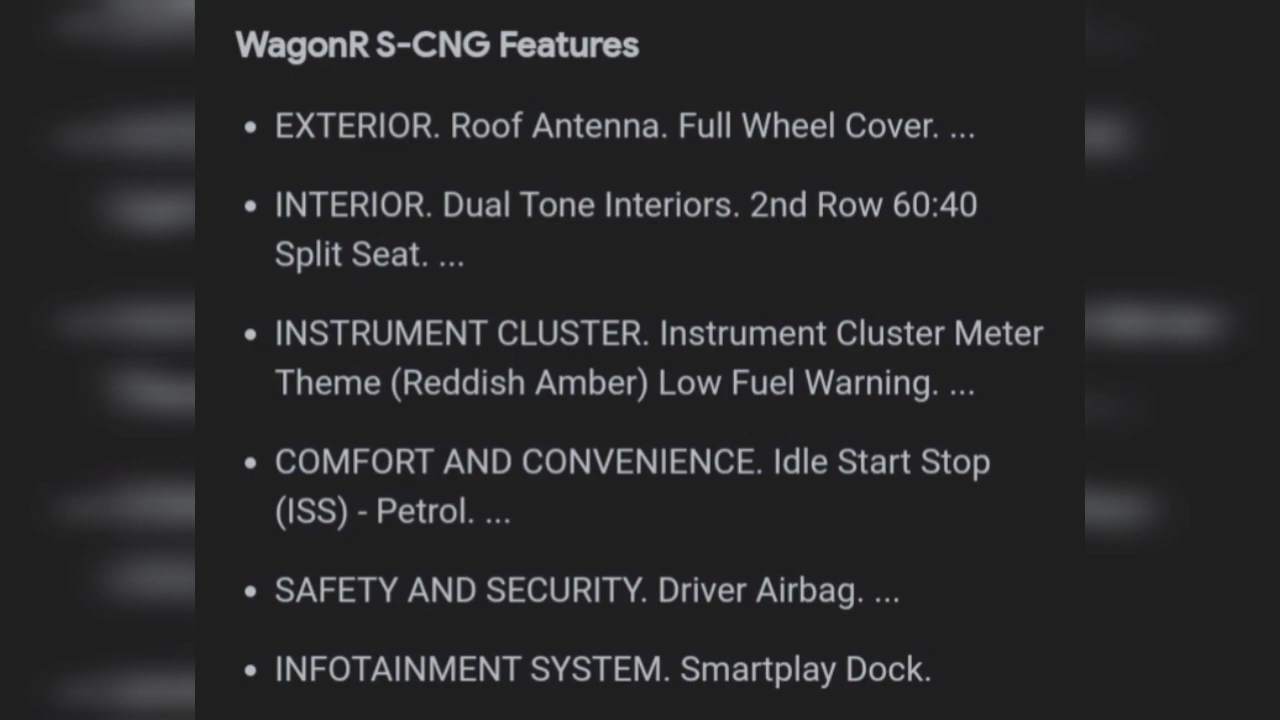 WagonR S-CNG Features
• EXTERIOR. Roof Antenna. Full Wheel Cover. ...
• INTERIOR. Dual Tone Interiors. 2nd Row 60:40
Split Seat. ...
• INSTRUMENT CLUSTER. Instrument Cluster Meter
Theme (Reddish Amber) Low Fuel Warning. ...
• COMFORT AND CONVENIENCE. Idle Start Stop
(ISS) - Petrol. ...
• SAFETY AND SECURITY. Driver Airbag. ...
• INFOTAINMENT SYSTEM. Smartplay Dock.